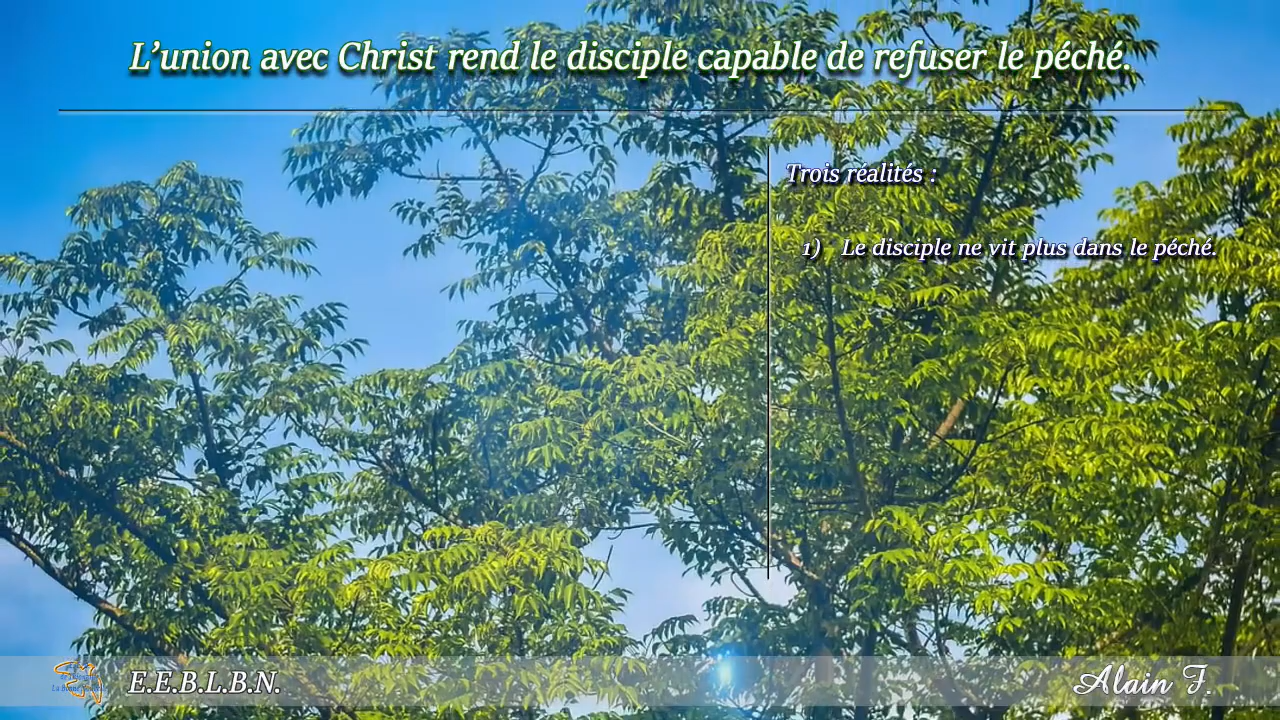 L’union avec Christ rend le disciple capable de refuser le péché.
Trois réalités :
1) Le disciple ne vit plus dans le péché.
E.E.B.L.B.N.
Alain F.